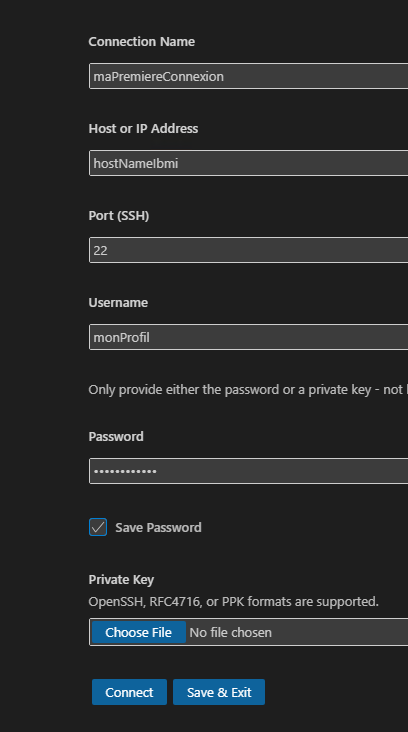 Connection Name
maPremiereConnexion
Host or IP Address
hostNameIbmi
Port (SSH)
22
Username
monProfil
Only provide either the password or a private key - not
Password
••••••••••••
Save Password
Private Key
OpenSSH, RFC4716, or PPK formats are supported.
Choose File No file chosen
Connect Save & Exit